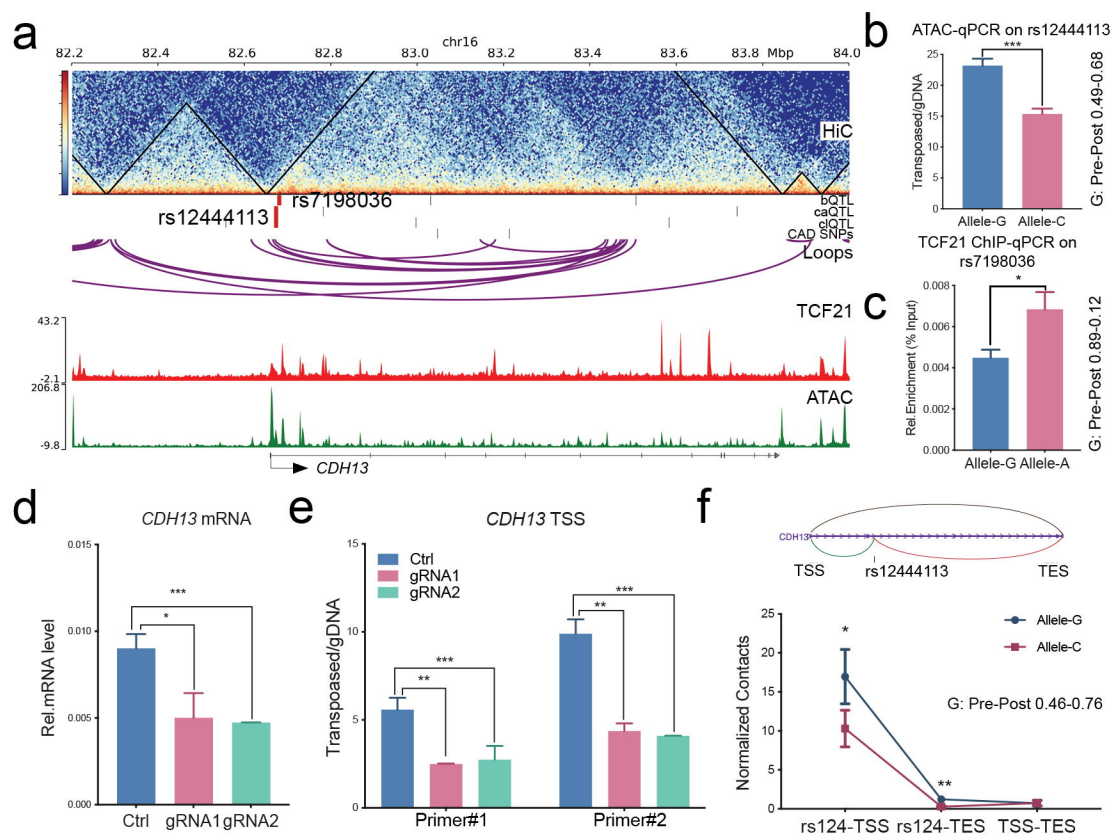 a
chr16
82.2 82.4 82.6 82.8 83.0 83.2 83.4 83.6 83.8 Mbp 84.0
HiC
rs7198036
rs12444113
bQTL
caQTL
clQTL
CAD SNPs
Loops
43.2
TCF21
-2.1
206.8
ATAC
-9.8
CDH13
b
ATAC-qPCR on rs12444113
***
25
20
15
10
5
0
Transpoased/gDNA
Allele-G Allele-C
G: Pre-Post 0.49-0.68
c
TCF21 ChIP-qPCR on
rs7198036
*
0.008
0.006
0.004
0.002
0.000
Rel.Enrichment (% Input)
Allele-G Allele-A
G: Pre-Post 0.89-0.12
d
CDH13 mRNA
0.015
0.010
0.005
0.000
Rel.mRNA level
***
*
Ctrl gRNA1 gRNA2
e
CDH13 TSS
15
10
5
0
Transpoased/gDNA
Ctrl
gRNA1
gRNA2
***
**
***
**
Primer#1 Primer#2
f
CDH13
TSS
rs12444113
TES
25
20
15
10
5
0
Normalized Contacts
*
**
Allele-G
Allele-C
G: Pre-Post 0.46-0.76
rs124-TSS rs124-TES TSS-TES